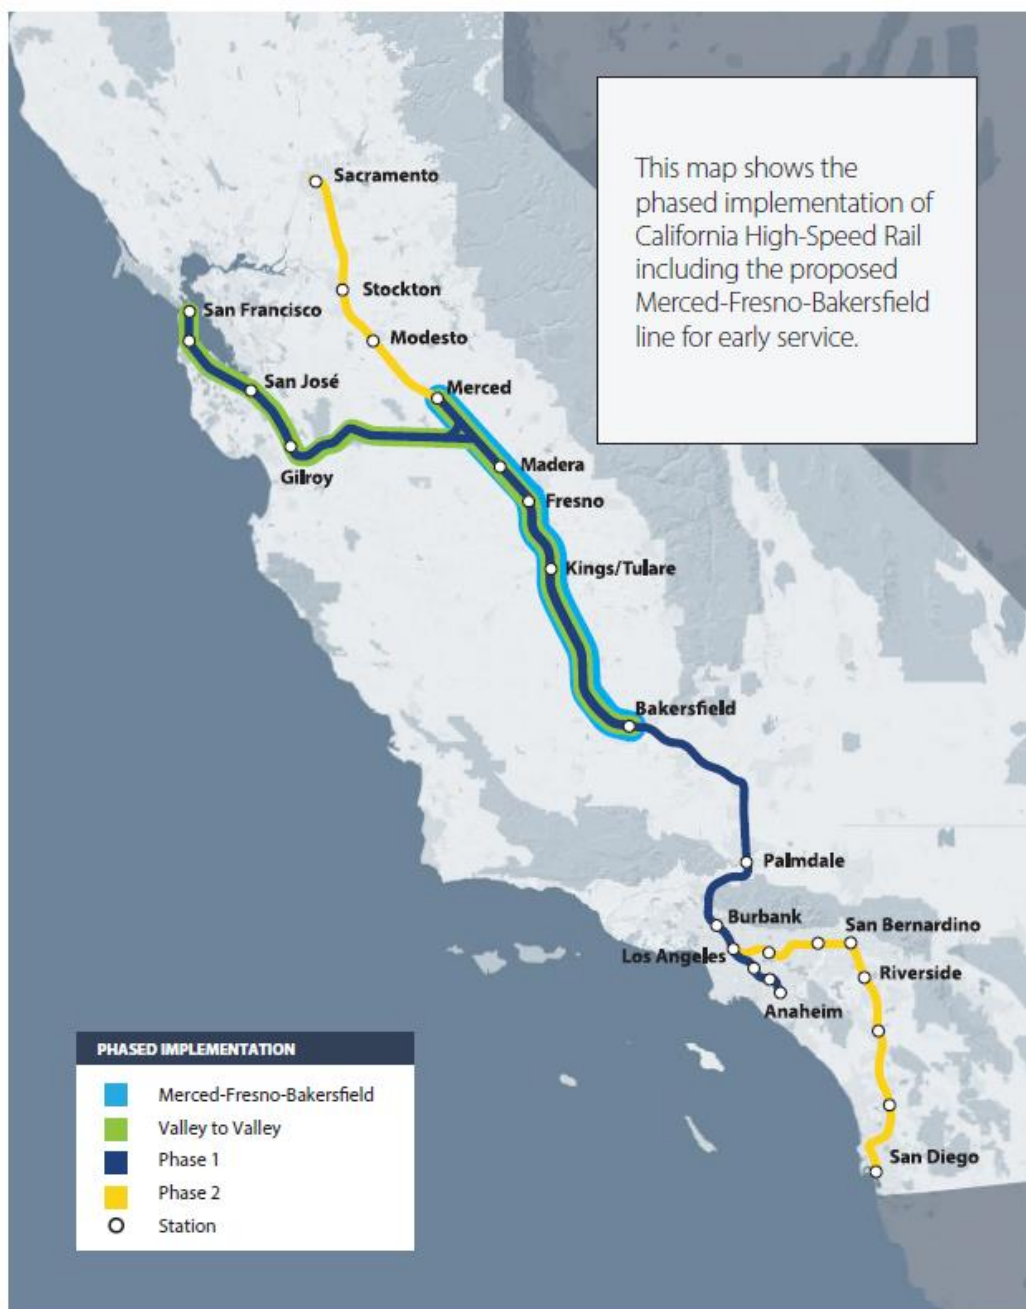 This map shows the
phased implementation of
California High-Speed Rail
including the proposed
Merced-Fresno-Bakersfield
line for early service.
Sacramento
Stockton
San Francisco
Modesto
San José
Merced
Gilroy
Madera
Fresno
Kings/Tulare
Bakersfield
Palmdale
Burbank
San Bernardino
Los Angeles
Riverside
Anaheim
San Diego
PHASED IMPLEMENTATION
Merced-Fresno-Bakersfield
Valley to Valley
Phase 1
Phase 2
Station